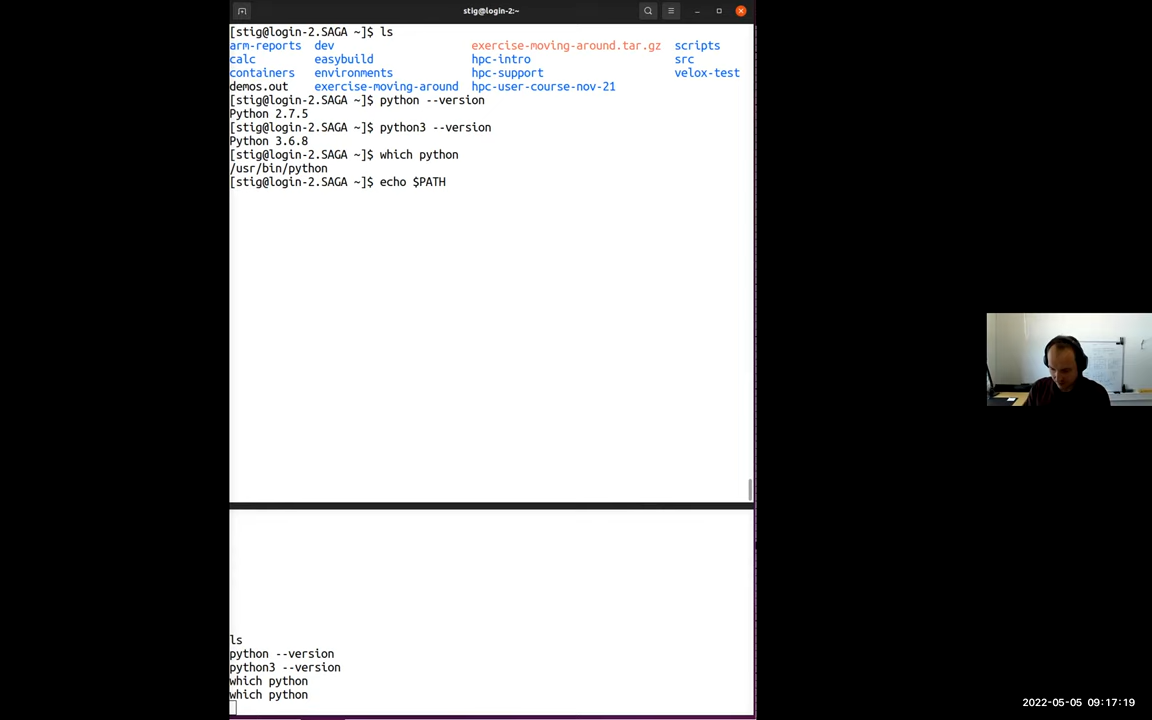 stig@login-2:~
[stig@login-2.SAGA ~]$ ls
arm-reports dev exercise-moving-around.tar.gz scripts
calc easybuild hpc-intro src
containers environments hpc-support velox-test
demos.out exercise-moving-around hpc-user-course-nov-21
[stig@login-2.SAGA ~]$ python --version
Python 2.7.5
[stig@login-2.SAGA ~]$ python3 --version
Python 3.6.8
[stig@login-2.SAGA ~]$ which python
/usr/bin/python
[stig@login-2.SAGA ~]$ echo $PATH
ls
python --version
python3 --version
which python
which python
2022-05-05 09:17:19